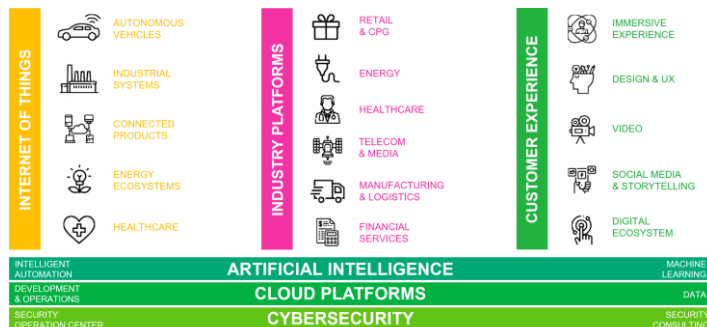 INTERNET OF THINGS
AUTONOMOUS
VEHICLES
INDUSTRIAL
SYSTEMS
CONNECTED
PRODUCTS
ENERGY
ECOSYSTEMS
HEALTHCARE
INDUSTRY PLATFORMS
RETAIL
& CPG
ENERGY
HEALTHCARE
TELECOM
& MEDIA
MANUFACTURING
& LOGISTICS
FINANCIAL
SERVICES
CUSTOMER EXPERIENCE
IMMERSIVE
EXPERIENCE
DESIGN & UX
VIDEO
SOCIAL MEDIA
& STORYTELLING
DIGITAL
ECOSYSTEM
INTELLIGENT
AUTOMATION
ARTIFICIAL INTELLIGENCE
MACHINE
LEARNING
DEVELOPMENT
& OPERATIONS
CLOUD PLATFORMS
DATA
SECURITY
OPERATION CENTER
CYBERSECURITY
SECURITY
CONSULTING